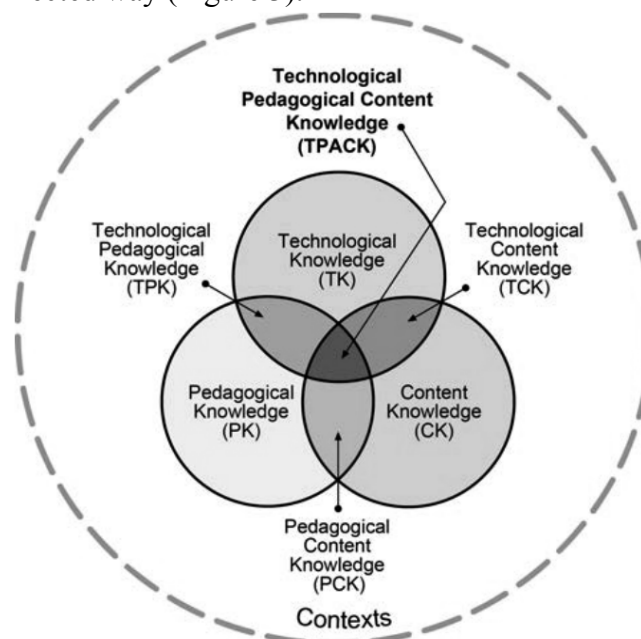 Technological
Pedagogical Content
Knowledge
(TPACK)
Technological
Pedagogical
Knowledge
(TPK)
Technological
Knowledge
(TK)
Technological
Content
Knowledge
(TCK)
Pedagogical
Knowledge
(PK)
Content
Knowledge
(CK)
Pedagogical
Content
Knowledge
(PCK)
Contexts